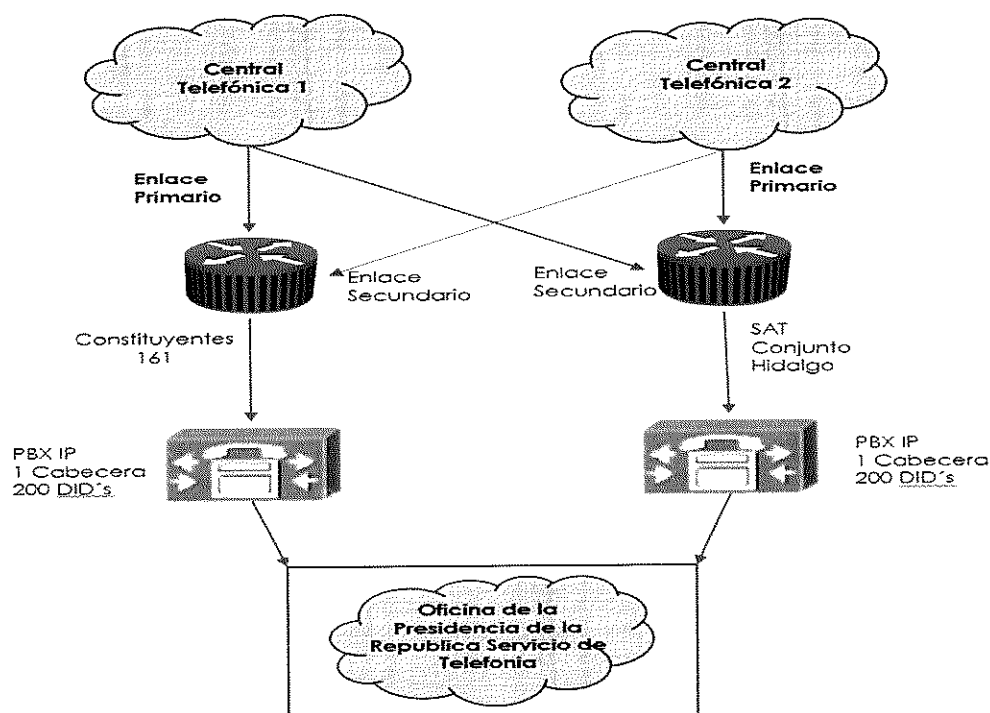 Central
Telefónica 1
Central
Telefónica 2
Enlace
Primario
Enlace
Primario
Enlace
Secundario
Enlace
Secundario
Constituyentes
161
SAT
Conjunto
Hidalgo
PBX IP
1 Cabecera
200 DID´s
PBX IP
1 Cabecera
200 DID´s
Oficina de la
Presidencia de la
Republica Servicio de
Telefonia